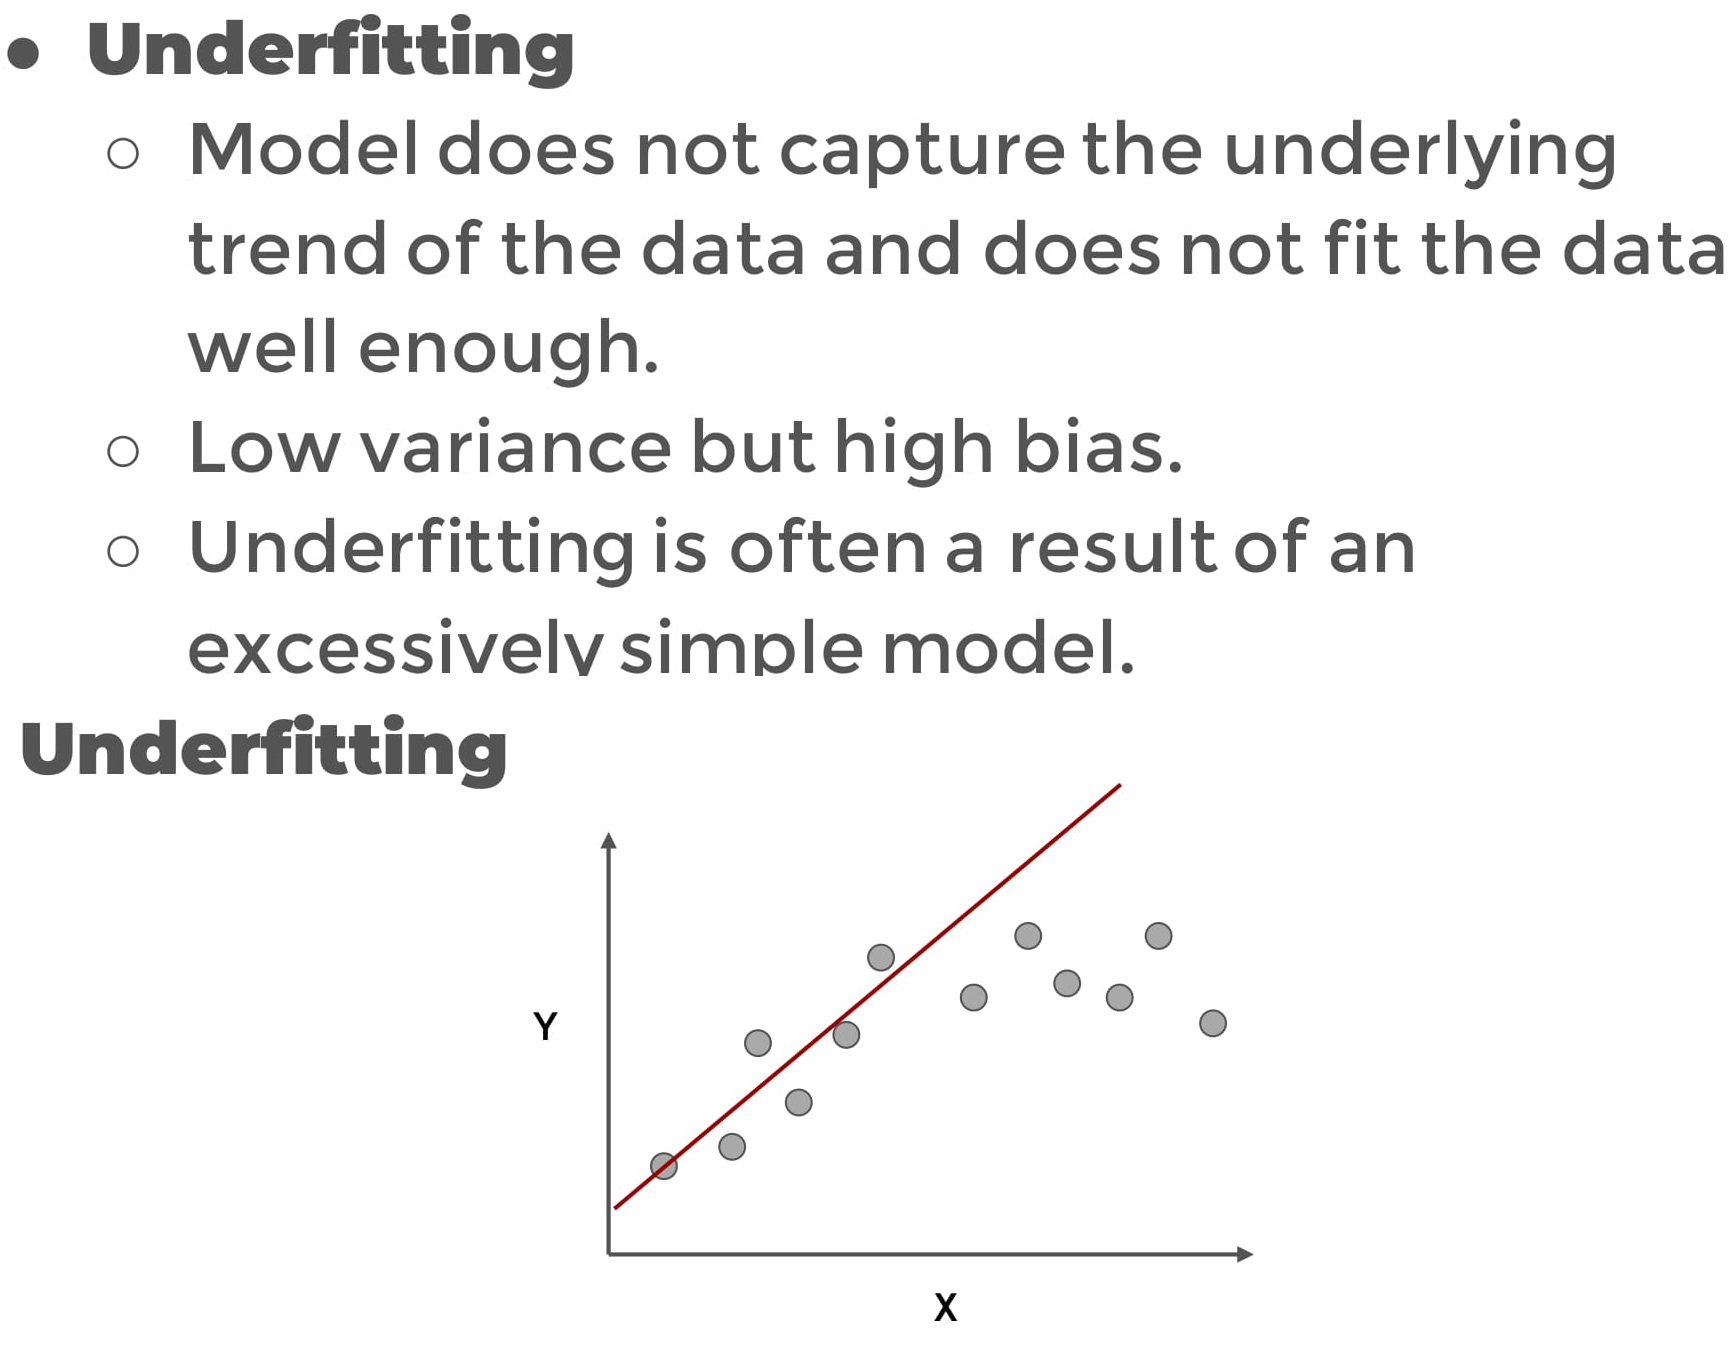 ● Underfitting
○ Model does not capture the underlying
trend of the data and does not fit the data
well enough.
○ Low variance but high bias.
○ Underfitting is often a result of an
excessively simple model.
Underfitting
Y
X